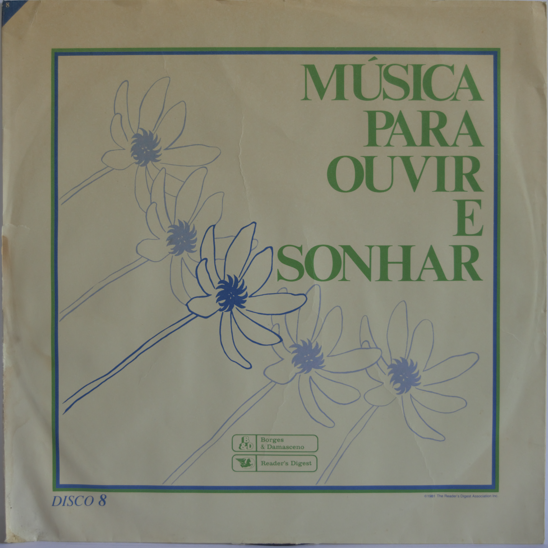 MÚSICA
PARA
OUVIR
E
SONHAR
Borges
& Damasceno
Reader's Digest
DISCO 8